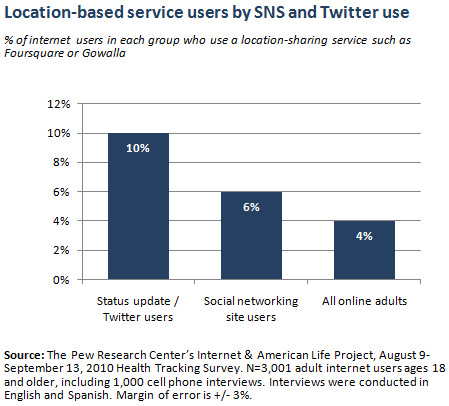 Location-based service users by SNS and Twitter use
% of internet users in each group who use a location-sharing service such as
Foursquare or Gowalla
12%
10%
8%
6%
4%
2%
0%
10%
6%
4%
Status update /
Twitter users
Social networking
site users
All online adults
Source: The Pew Research Center's Internet & American Life Project, August 9-
September 13, 2010 Health Tracking Survey. N=3,001 adult internet users ages 18
and older, including 1,000 cell phone interviews. Interviews were conducted in
English and Spanish. Margin of error is +/- 3%.